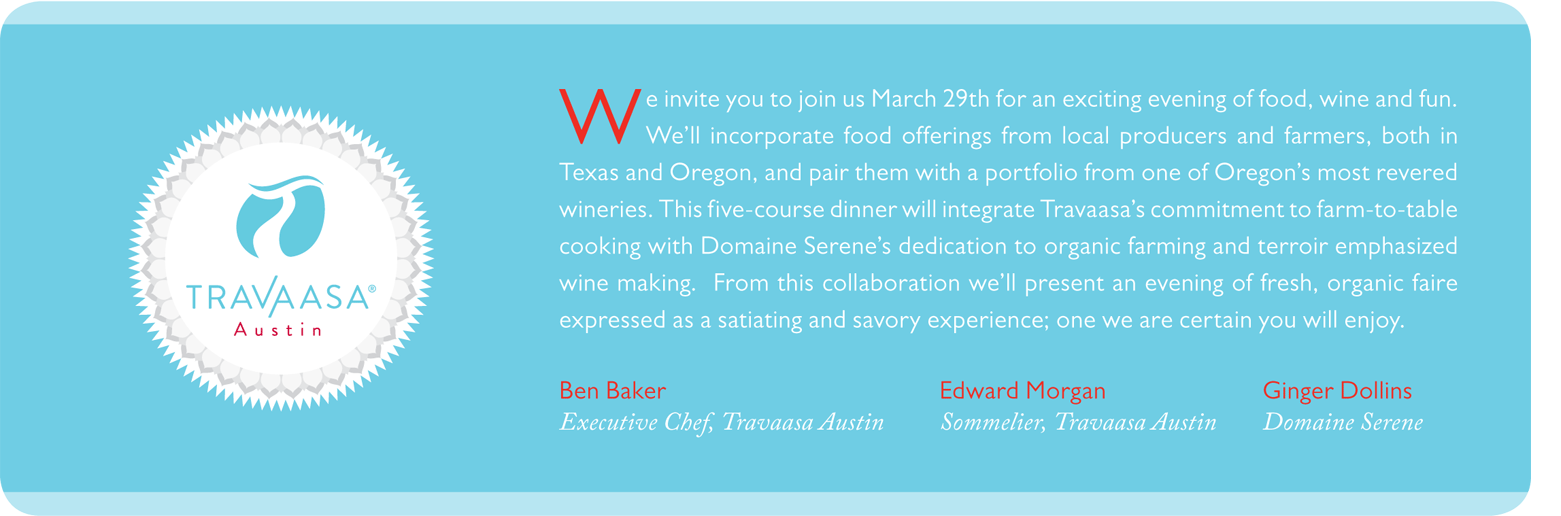 TRAVAASA®
Austin
We invite you to join us March 29th for an exciting evening of food, wine and fun.
We’ll incorporate food offerings from local producers and farmers, both in
Texas and Oregon, and pair them with a portfolio from one of Oregon’s most revered
wineries. This five-course dinner will integrate Travaasa’s commitment to farm-to-table
cooking with Domaine Serene’s dedication to organic farming and terroir emphasized
wine making.  From this collaboration we’ll present an evening of fresh, organic faire
expressed as a satiating and savory experience; one we are certain you will enjoy.
Ben Baker
Executive Chef, Travaasa Austin
Edward Morgan
Sommelier, Travaasa Austin
Ginger Dollins
Domaine Serene